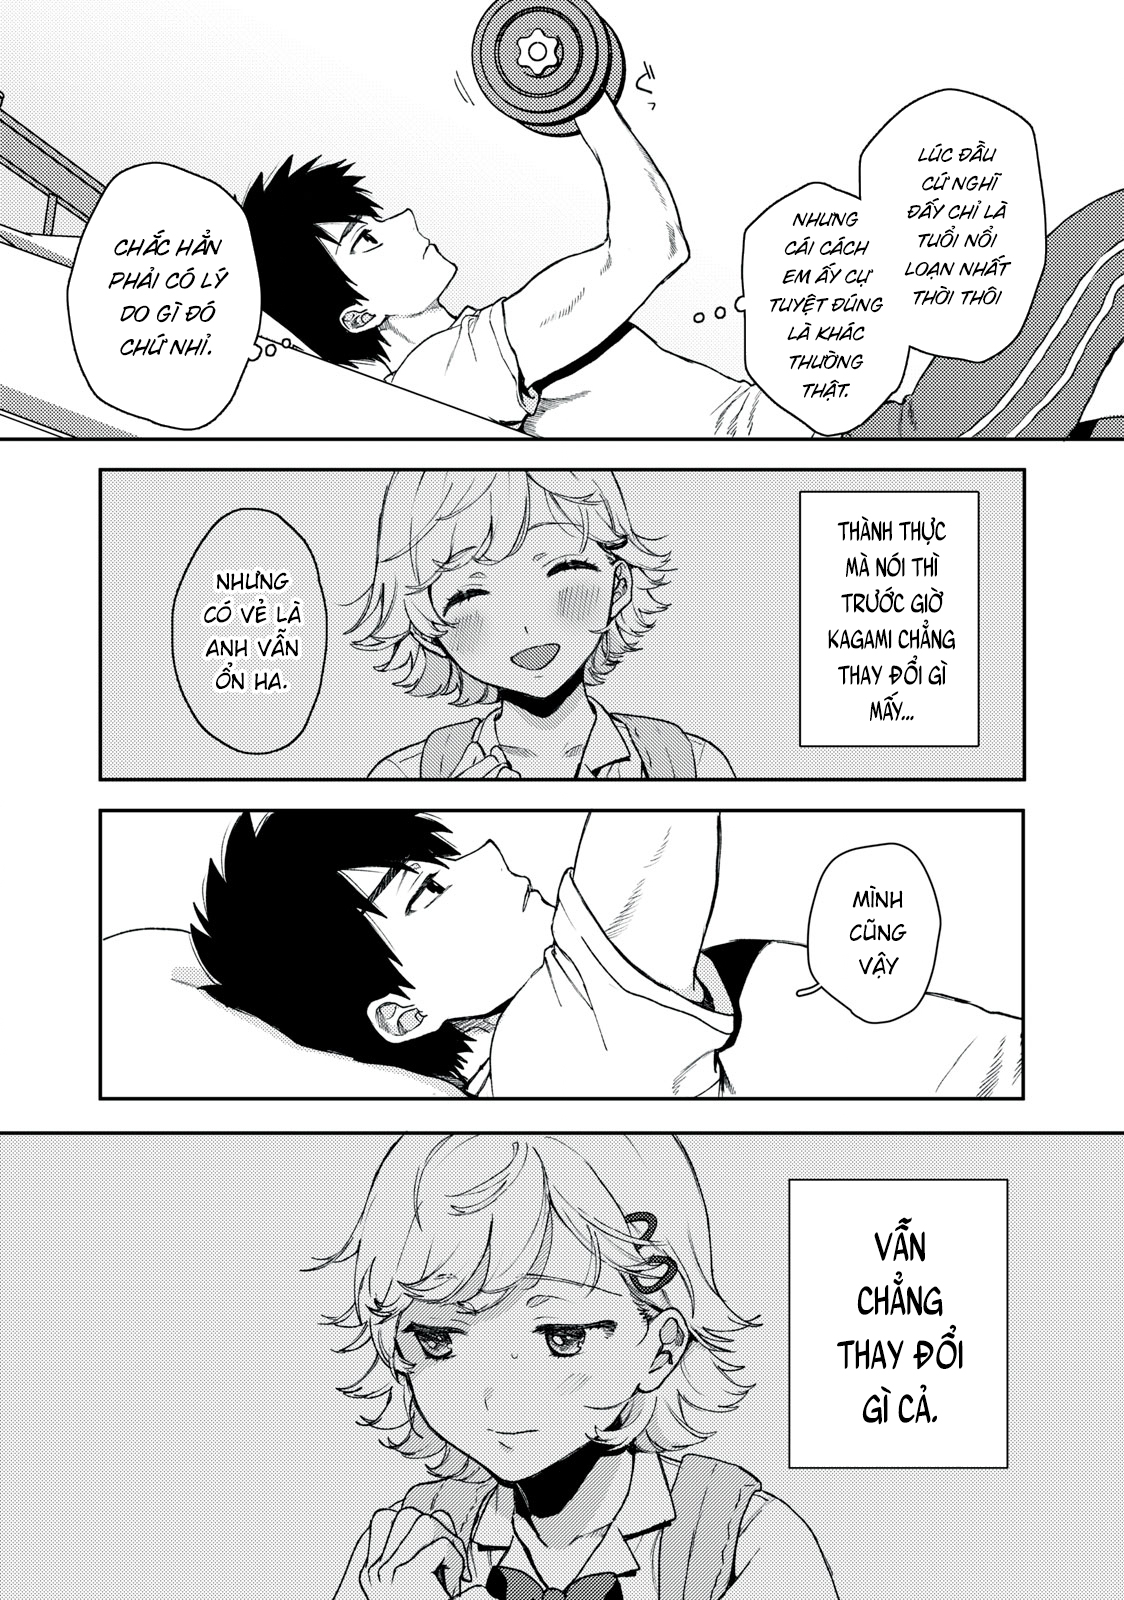 LÚC ĐẦU
CỨ NGHĨ
ĐẤY CHỈ LÀ
TUỔI NỔI
LOẠN NHẤT
THỜI THÔI
NHƯNG
CÁI CÁCH
EM ẤY CỰ
TUYỆT ĐÚNG
LÀ KHÁC
THƯỜNG
THẬT.
CHẮC HẲN
PHẢI CÓ LÝ
DO GÌ ĐÓ
CHỨ NHỈ.
THÀNH THỰC
MÀ NÓI THÌ
TRƯỚC GIỜ
KAGAMI CHẲNG
THAY ĐỔI GÌ
MẤY...
NHƯNG
CÓ VẺ LÀ
ANH VẪN
ỔN HA.
MÌNH
CŨNG
VẬY
VẪN
CHẲNG
THAY ĐỔI
GÌ CẢ.